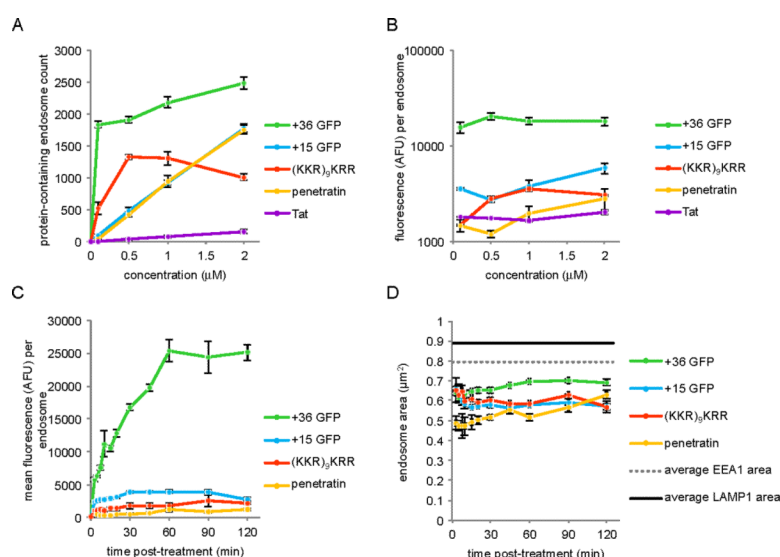 A
protein-containing endosome count
3000
2500
2000
1500
1000
500
0
0 0.5 1 1.5 2
concentration (µM)
+36 GFP
+15 GFP
(KKR)₉KRR
penetratin
Tat
B
fluorescence (AFU) per endosome
100000
10000
1000
0 0.5 1 1.5 2
concentration (µM)
+36 GFP
+15 GFP
(KKR)₉KRR
penetratin
Tat
C
mean fluorescence (AFU) per
endosome
30000
25000
20000
15000
10000
5000
0
0 30 60 90 120
time post-treatment (min)
+36 GFP
+15 GFP
(KKR)₉KRR
penetratin
D
endosome area (µm²)
1
0.9
0.8
0.7
0.6
0.5
0.4
0.3
0.2
0.1
0
0 30 60 90 120
time post-treatment (min)
+36 GFP
+15 GFP
(KKR)₉KRR
penetratin
average EEA1 area
average LAMP1 area